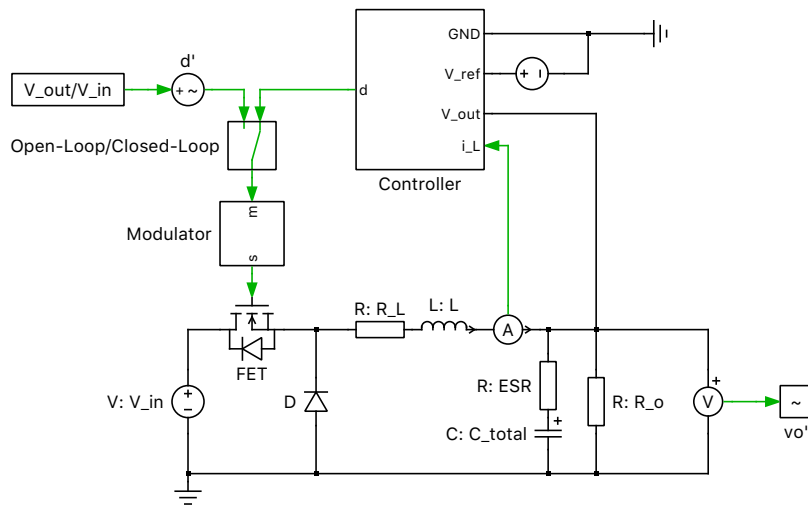 GND
V_ref
V_out
i_L
d
Controller
d'
V_out/V_in
Open-Loop/Closed-Loop
m
Modulator
s
FET
R: R_L
L: L
A
V: V_in
D
R: ESR
C: C_total
R: R_o
V
vo'